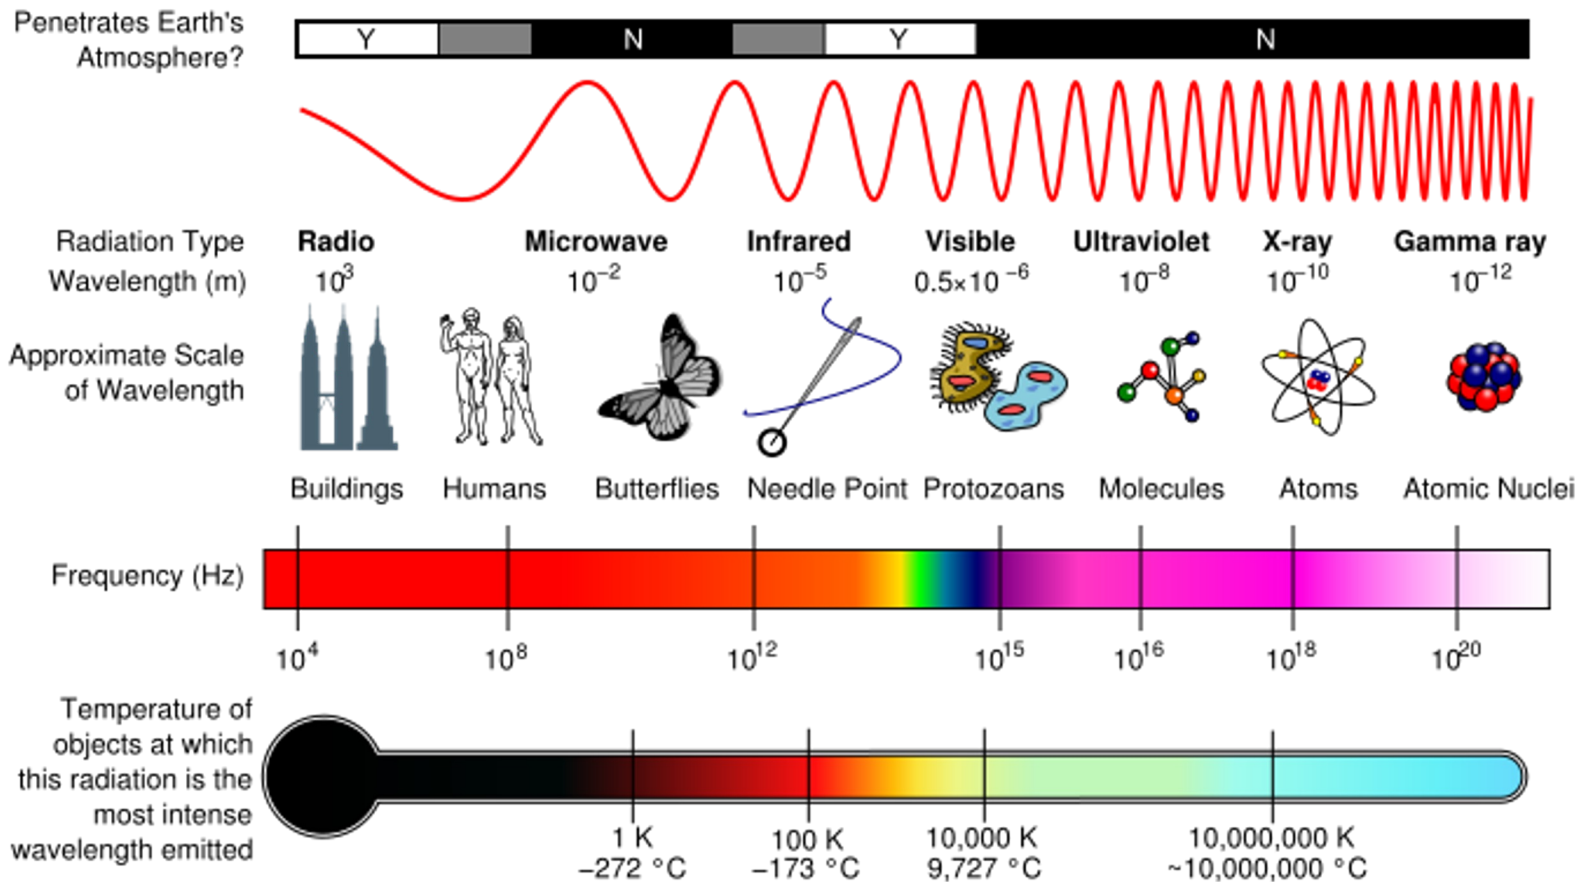 Penetrates Earth's
Atmosphere?
Y
N
Y
N
Radiation Type
Radio
Microwave
Infrared
Visible
Ultraviolet
X-ray
Gamma ray
Wavelength (m)
10³
10⁻²
10⁻⁵
0.5×10⁻⁶
10⁻⁸
10⁻¹⁰
10⁻¹²
Approximate Scale
of Wavelength
Buildings
Humans
Butterflies
Needle Point
Protozoans
Molecules
Atoms
Atomic Nuclei
Frequency (Hz)
10⁴
10⁸
10¹²
10¹⁵
10¹⁶
10¹⁸
10²⁰
Temperature of
objects at which
this radiation is the
most intense
wavelength emitted
1 K
−272 °C
100 K
−173 °C
10,000 K
9,727 °C
10,000,000 K
~10,000,000 °C